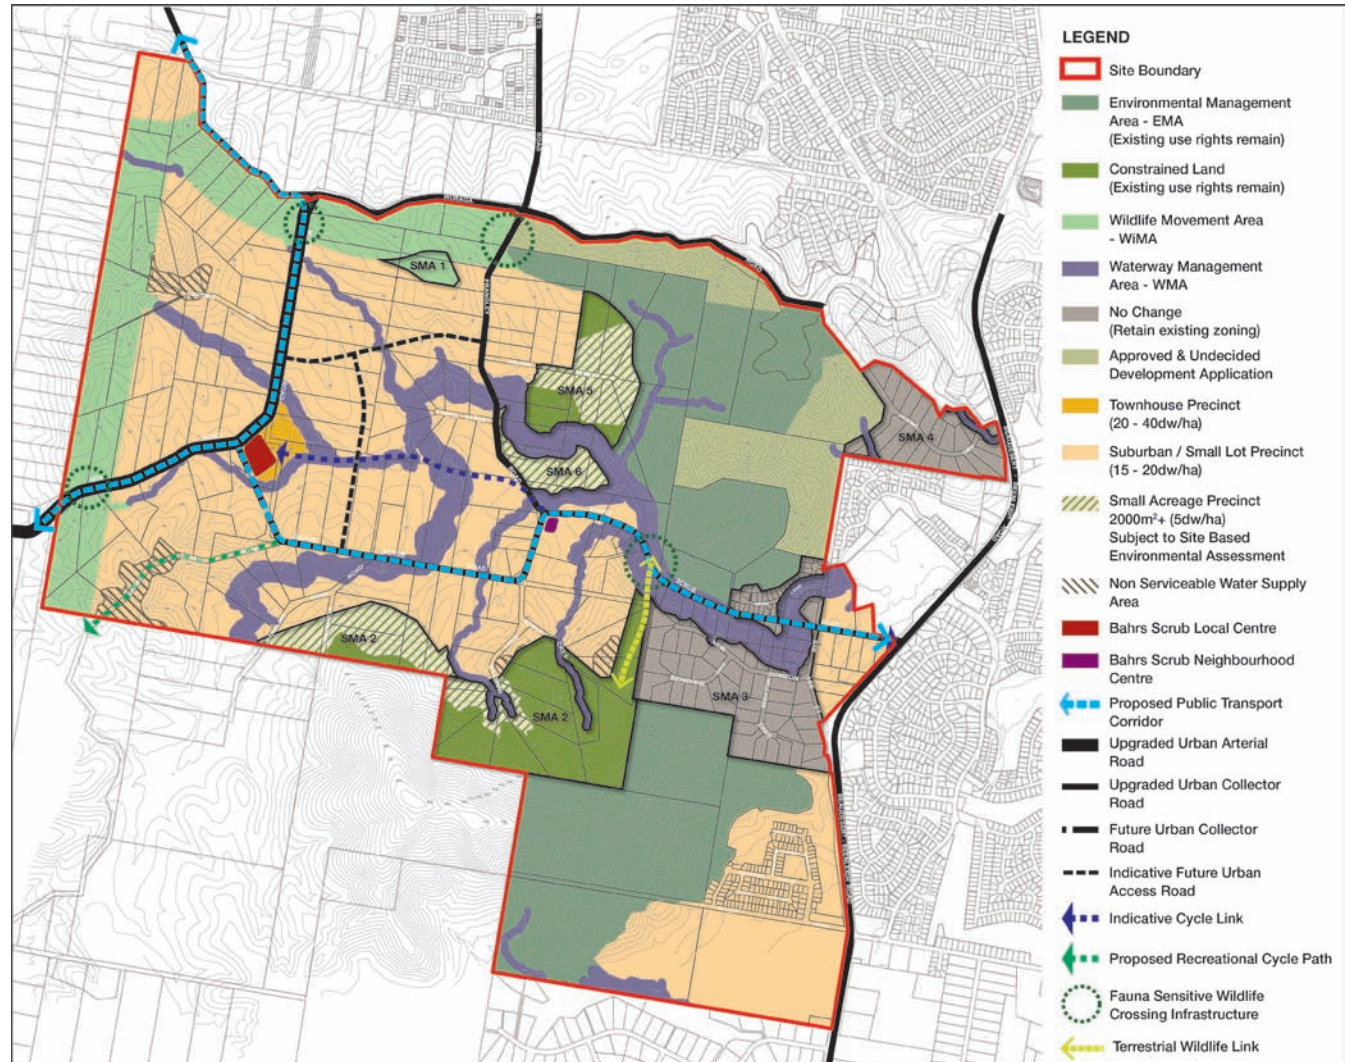 LEGEND
Site Boundary
Environmental Management
Area - EMA
(Existing use rights remain)
Constrained Land
(Existing use rights remain)
Wildlife Movement Area
- WiMA
Waterway Management
Area - WMA
No Change
(Retain existing zoning)
Approved & Undecided
Development Application
Townhouse Precinct
(20 - 40dw/ha)
Suburban / Small Lot Precinct
(15 - 20dw/ha)
Small Acreage Precinct
2000m²+ (5dw/ha)
Subject to Site Based
Environmental Assessment
Non Serviceable Water Supply
Area
Bahrs Scrub Local Centre
Bahrs Scrub Neighbourhood
Centre
Proposed Public Transport
Corridor
Upgraded Urban Arterial
Road
Upgraded Urban Collector
Road
Future Urban Collector
Road
Indicative Future Urban
Access Road
Indicative Cycle Link
Proposed Recreational Cycle Path
Fauna Sensitive Wildlife
Crossing Infrastructure
Terrestrial Wildlife Link
ROAD
WURAGA
ROAD
SMA 1
SMA 5
SMA 4
SMA 6
ROAD
SMA 2
SMA 3
SMA 2